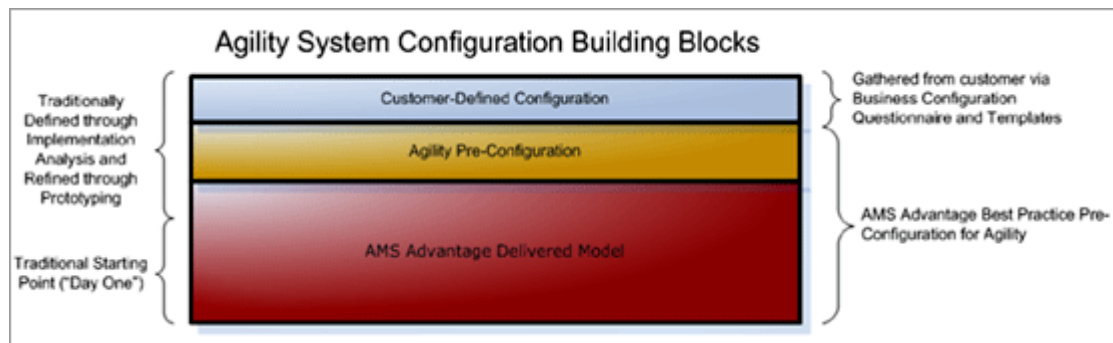 Agility System Configuration Building Blocks
Traditionally
Defined through
Implementation
Analysis and
Refined through
Prototyping
Traditional Starting
Point ("Day One")
Customer-Defined Configuration
Agility Pre-Configuration
AMS Advantage Delivered Model
Gathered from customer via
Business Configuration
Questionnaire and Templates
AMS Advantage Best Practice Pre-
Configuration for Agility